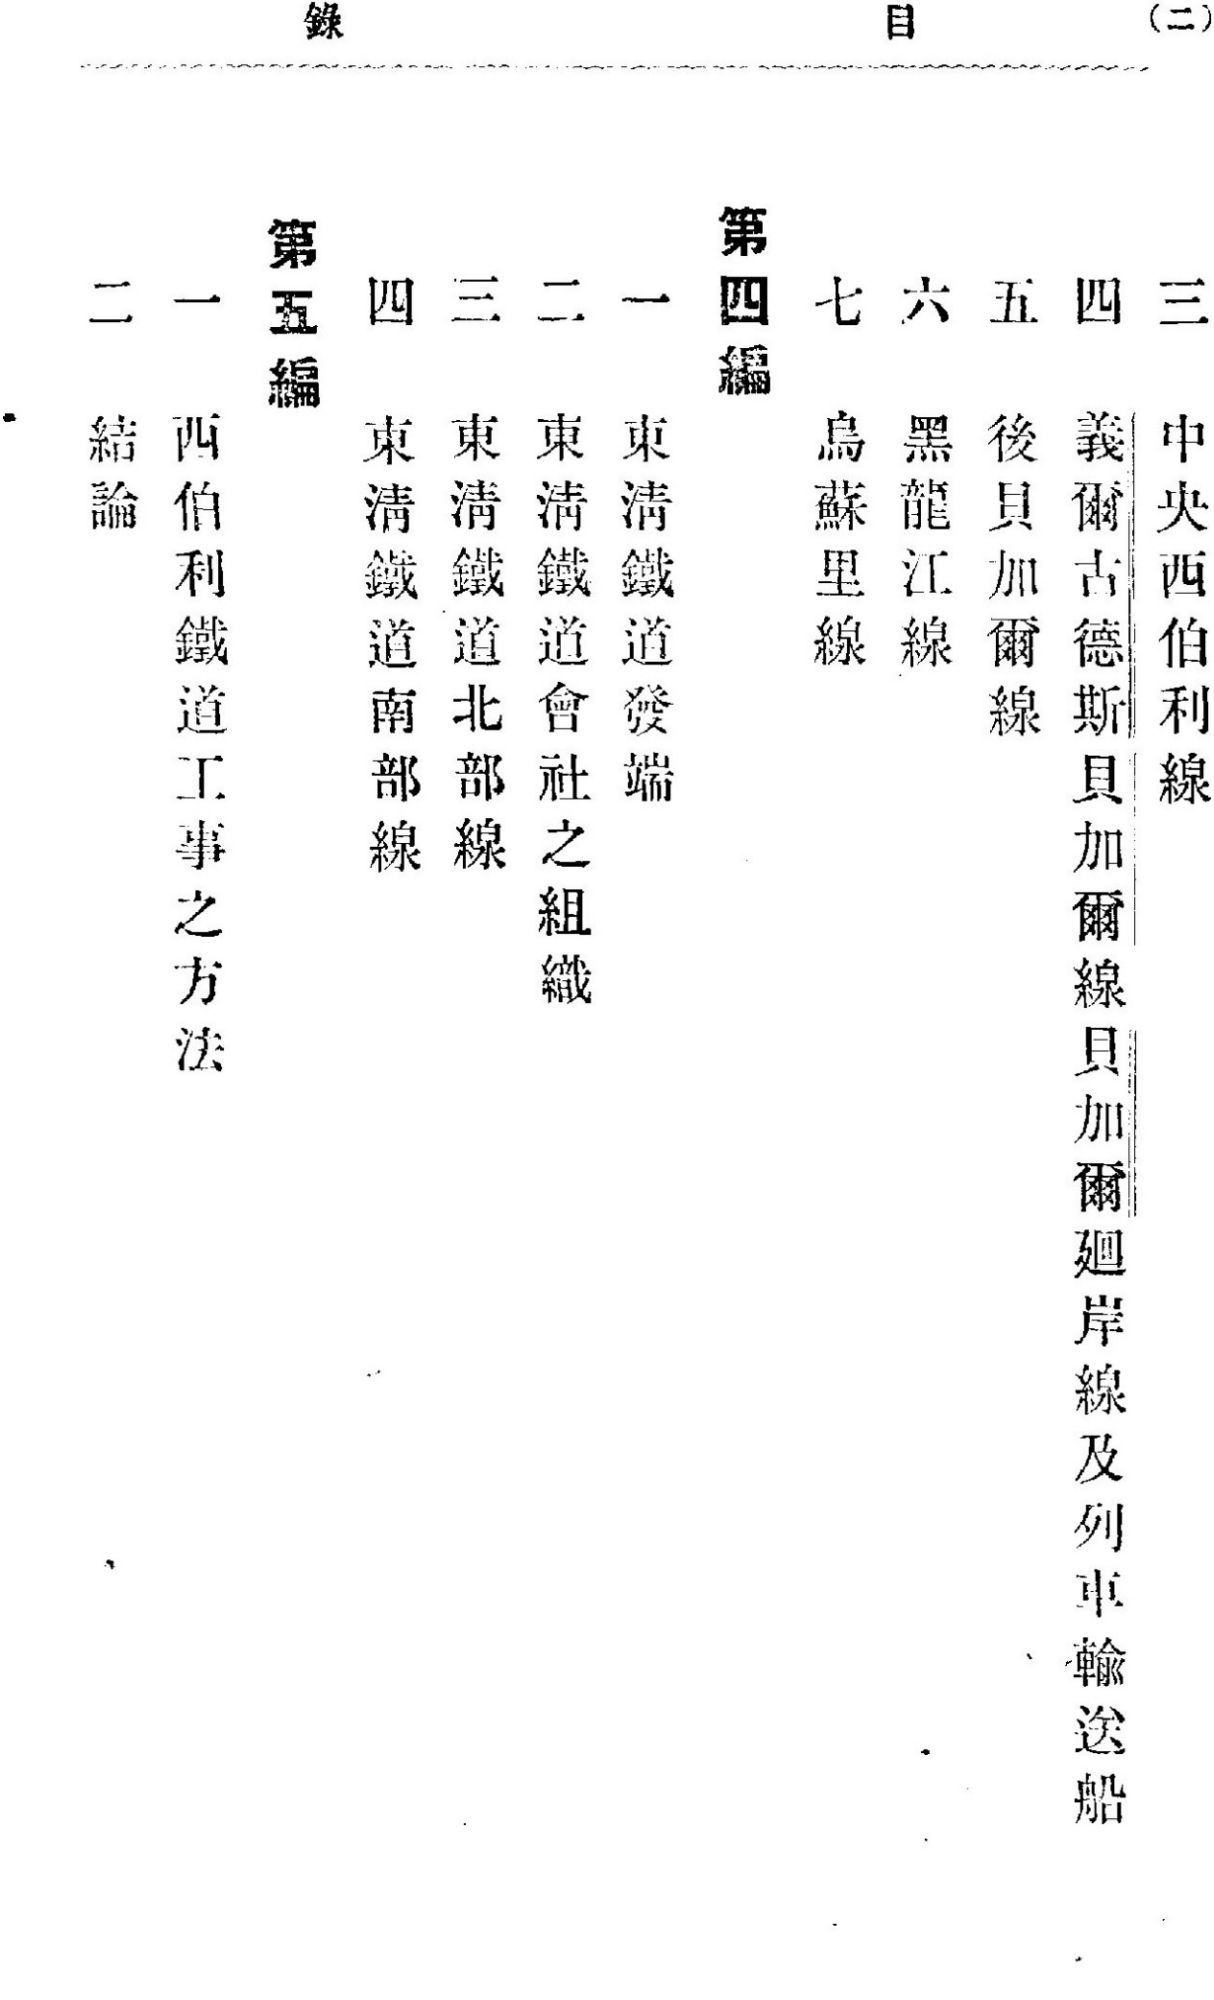 （二）
目錄
三 中央西伯利線
四 義爾古德斯貝加爾線貝加爾廻岸線及列車輸送船
五 後貝加爾線
六 黑龍江線
七 烏蘇里線
第四編
一 東淸鐵道發端
二 東淸鐵道會社之組織
三 東淸鐵道北部線
四 東淸鐵道南部線
第五編
一 西伯利鐵道工事之方法
二 結論